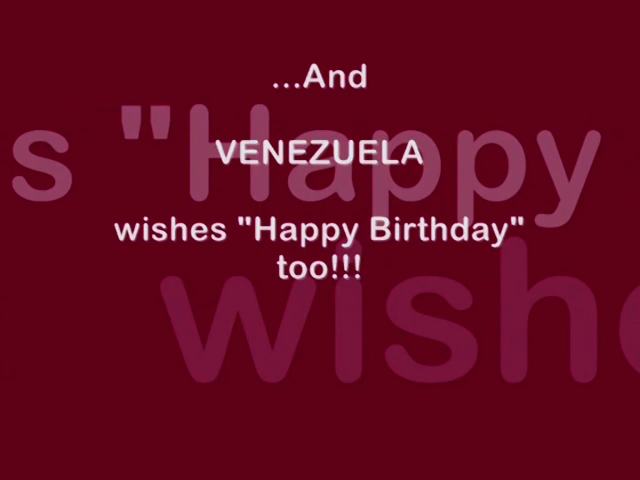 ...And
VENEZUELA
wishes "Happy Birthday"
too!!!
s "Happy
wishe